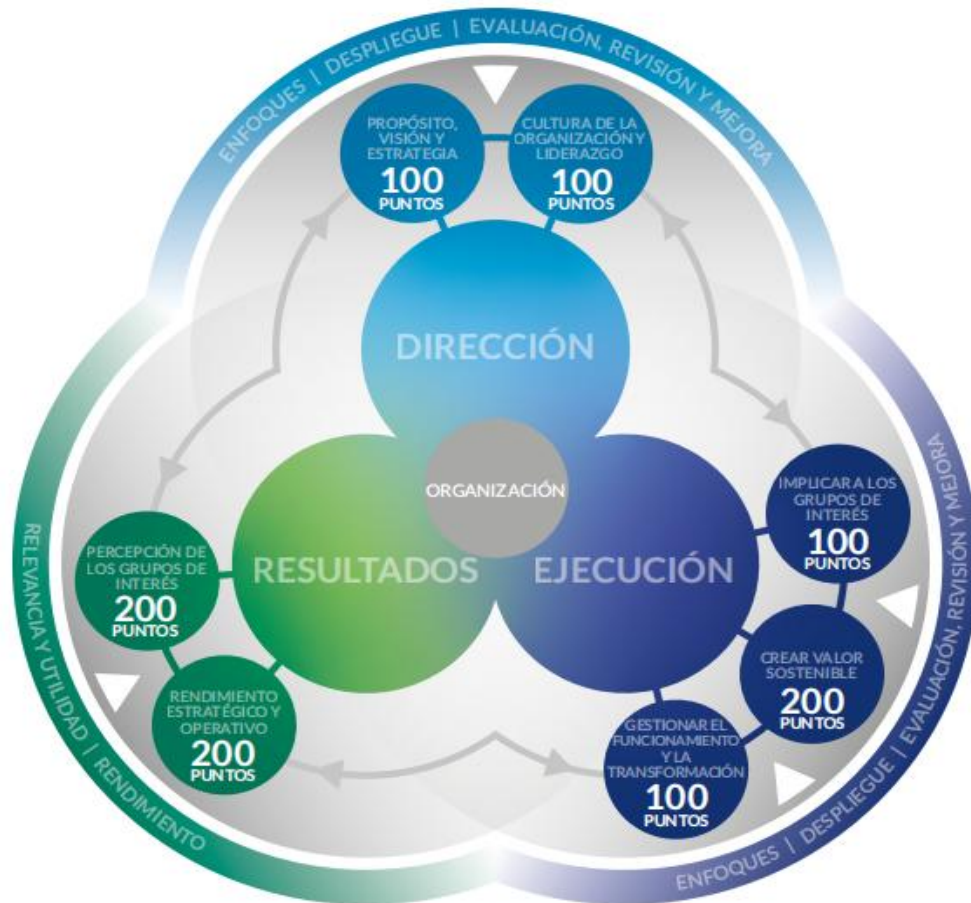 ENFOQUES | DESPLIEGUE | EVALUACIÓN, REVISIÓN Y MEJORA
PROPÓSITO,
VISIÓN Y
ESTRATEGIA
100
PUNTOS
CULTURA DE LA
ORGANIZACIÓN Y
LIDERAZGO
100
PUNTOS
DIRECCIÓN
ORGANIZACIÓN
RESULTADOS
EJECUCIÓN
IMPLICAR A LOS
GRUPOS DE
INTERÉS
100
PUNTOS
CREAR VALOR
SOSTENIBLE
200
PUNTOS
GESTIONAR EL
FUNCIONAMIENTO
Y LA
TRANSFORMACIÓN
100
PUNTOS
PERCEPCIÓN DE
LOS GRUPOS DE
INTERÉS
200
PUNTOS
RENDIMIENTO
ESTRATÉGICO Y
OPERATIVO
200
PUNTOS
RELEVANCIA Y UTILIDAD | RENDIMIENTO
ENFOQUES | DESPLIEGUE | EVALUACIÓN, REVISIÓN Y MEJORA